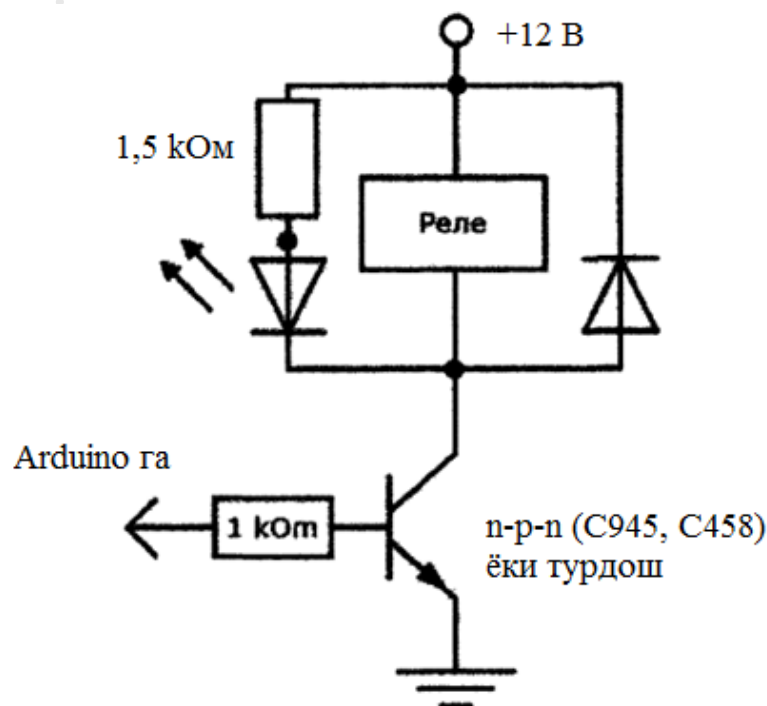 +12 В
1,5 kОм
Реле
Arduino га
1 kOm
n-p-n (C945, C458)
ёки турдош